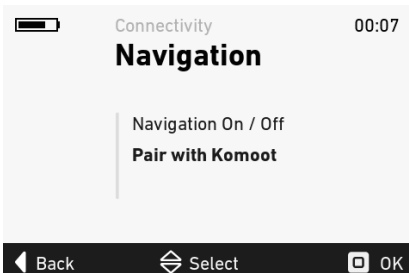 Connectivity 00:07
Navigation
Navigation On / Off
Pair with Komoot
Back Select OK